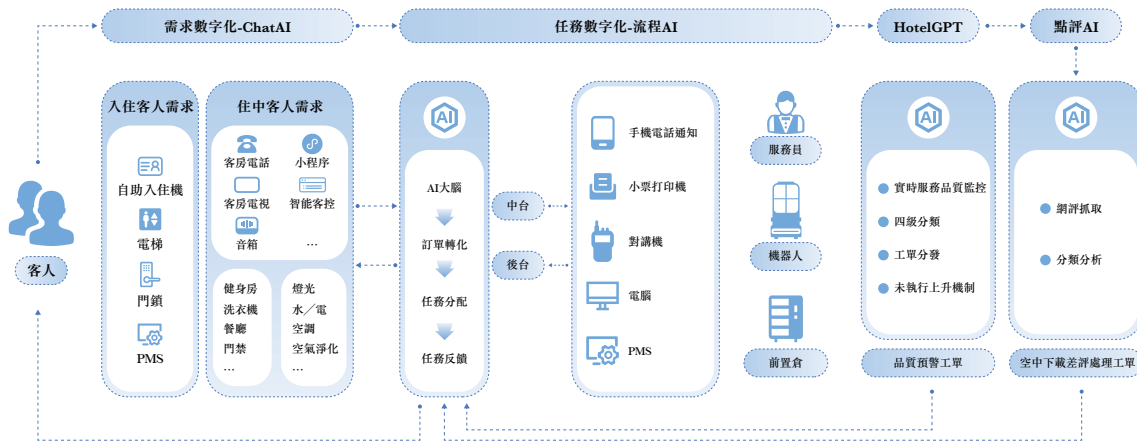 需求數字化-ChatAI
任務數字化-流程AI
HotelGPT
點評AI
客人
入住客人需求
自助入住機
電梯
門鎖
PMS
住中客人需求
客房電話
小程序
客房電視
智能客控
音箱
…
健身房
洗衣機
餐廳
門禁
…
燈光
水／電
空調
空氣淨化
…
AI
AI大腦
訂單轉化
任務分配
任務反饋
中台
後台
手機電話通知
小票打印機
對講機
電腦
PMS
服務員
機器人
前置倉
AI
實時服務品質監控
四級分類
工單分發
未執行上升機制
品質預警工單
AI
網評抓取
分類分析
空中下載差評處理工單